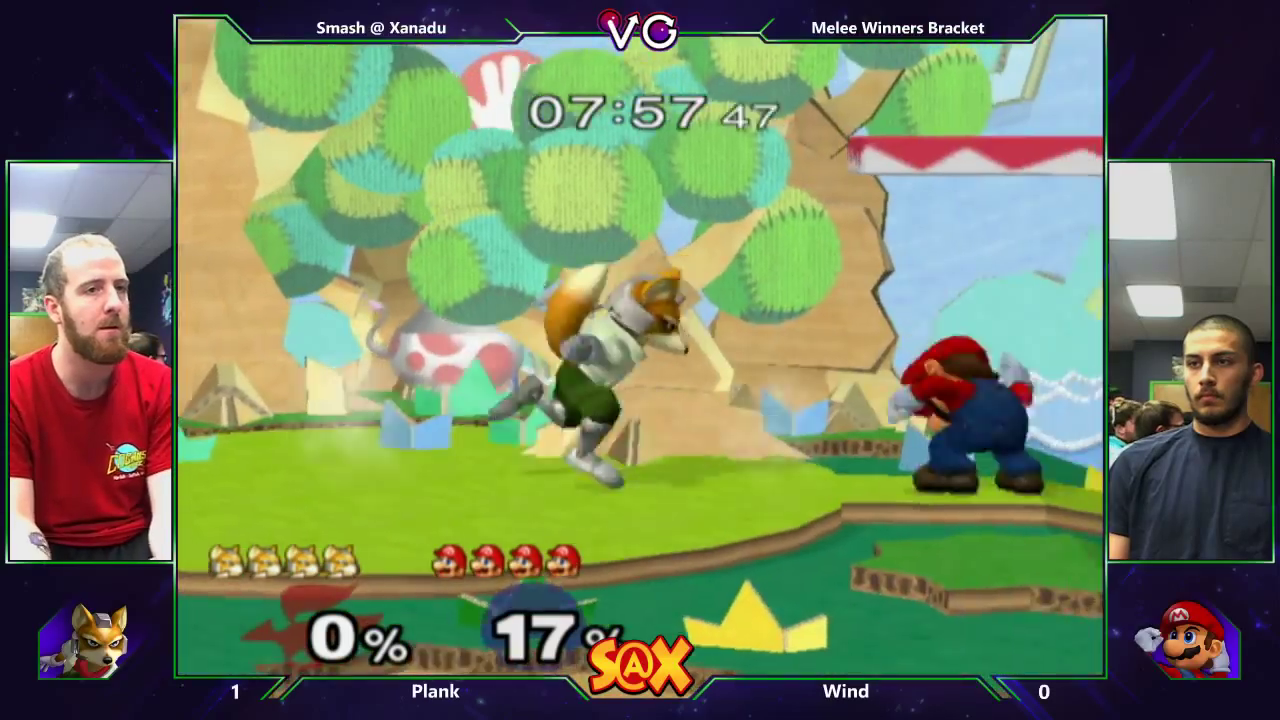 Smash @ Xanadu
VG
Melee Winners Bracket
07:57 47
0%
17%
S@X
1
Plank
Wind
0